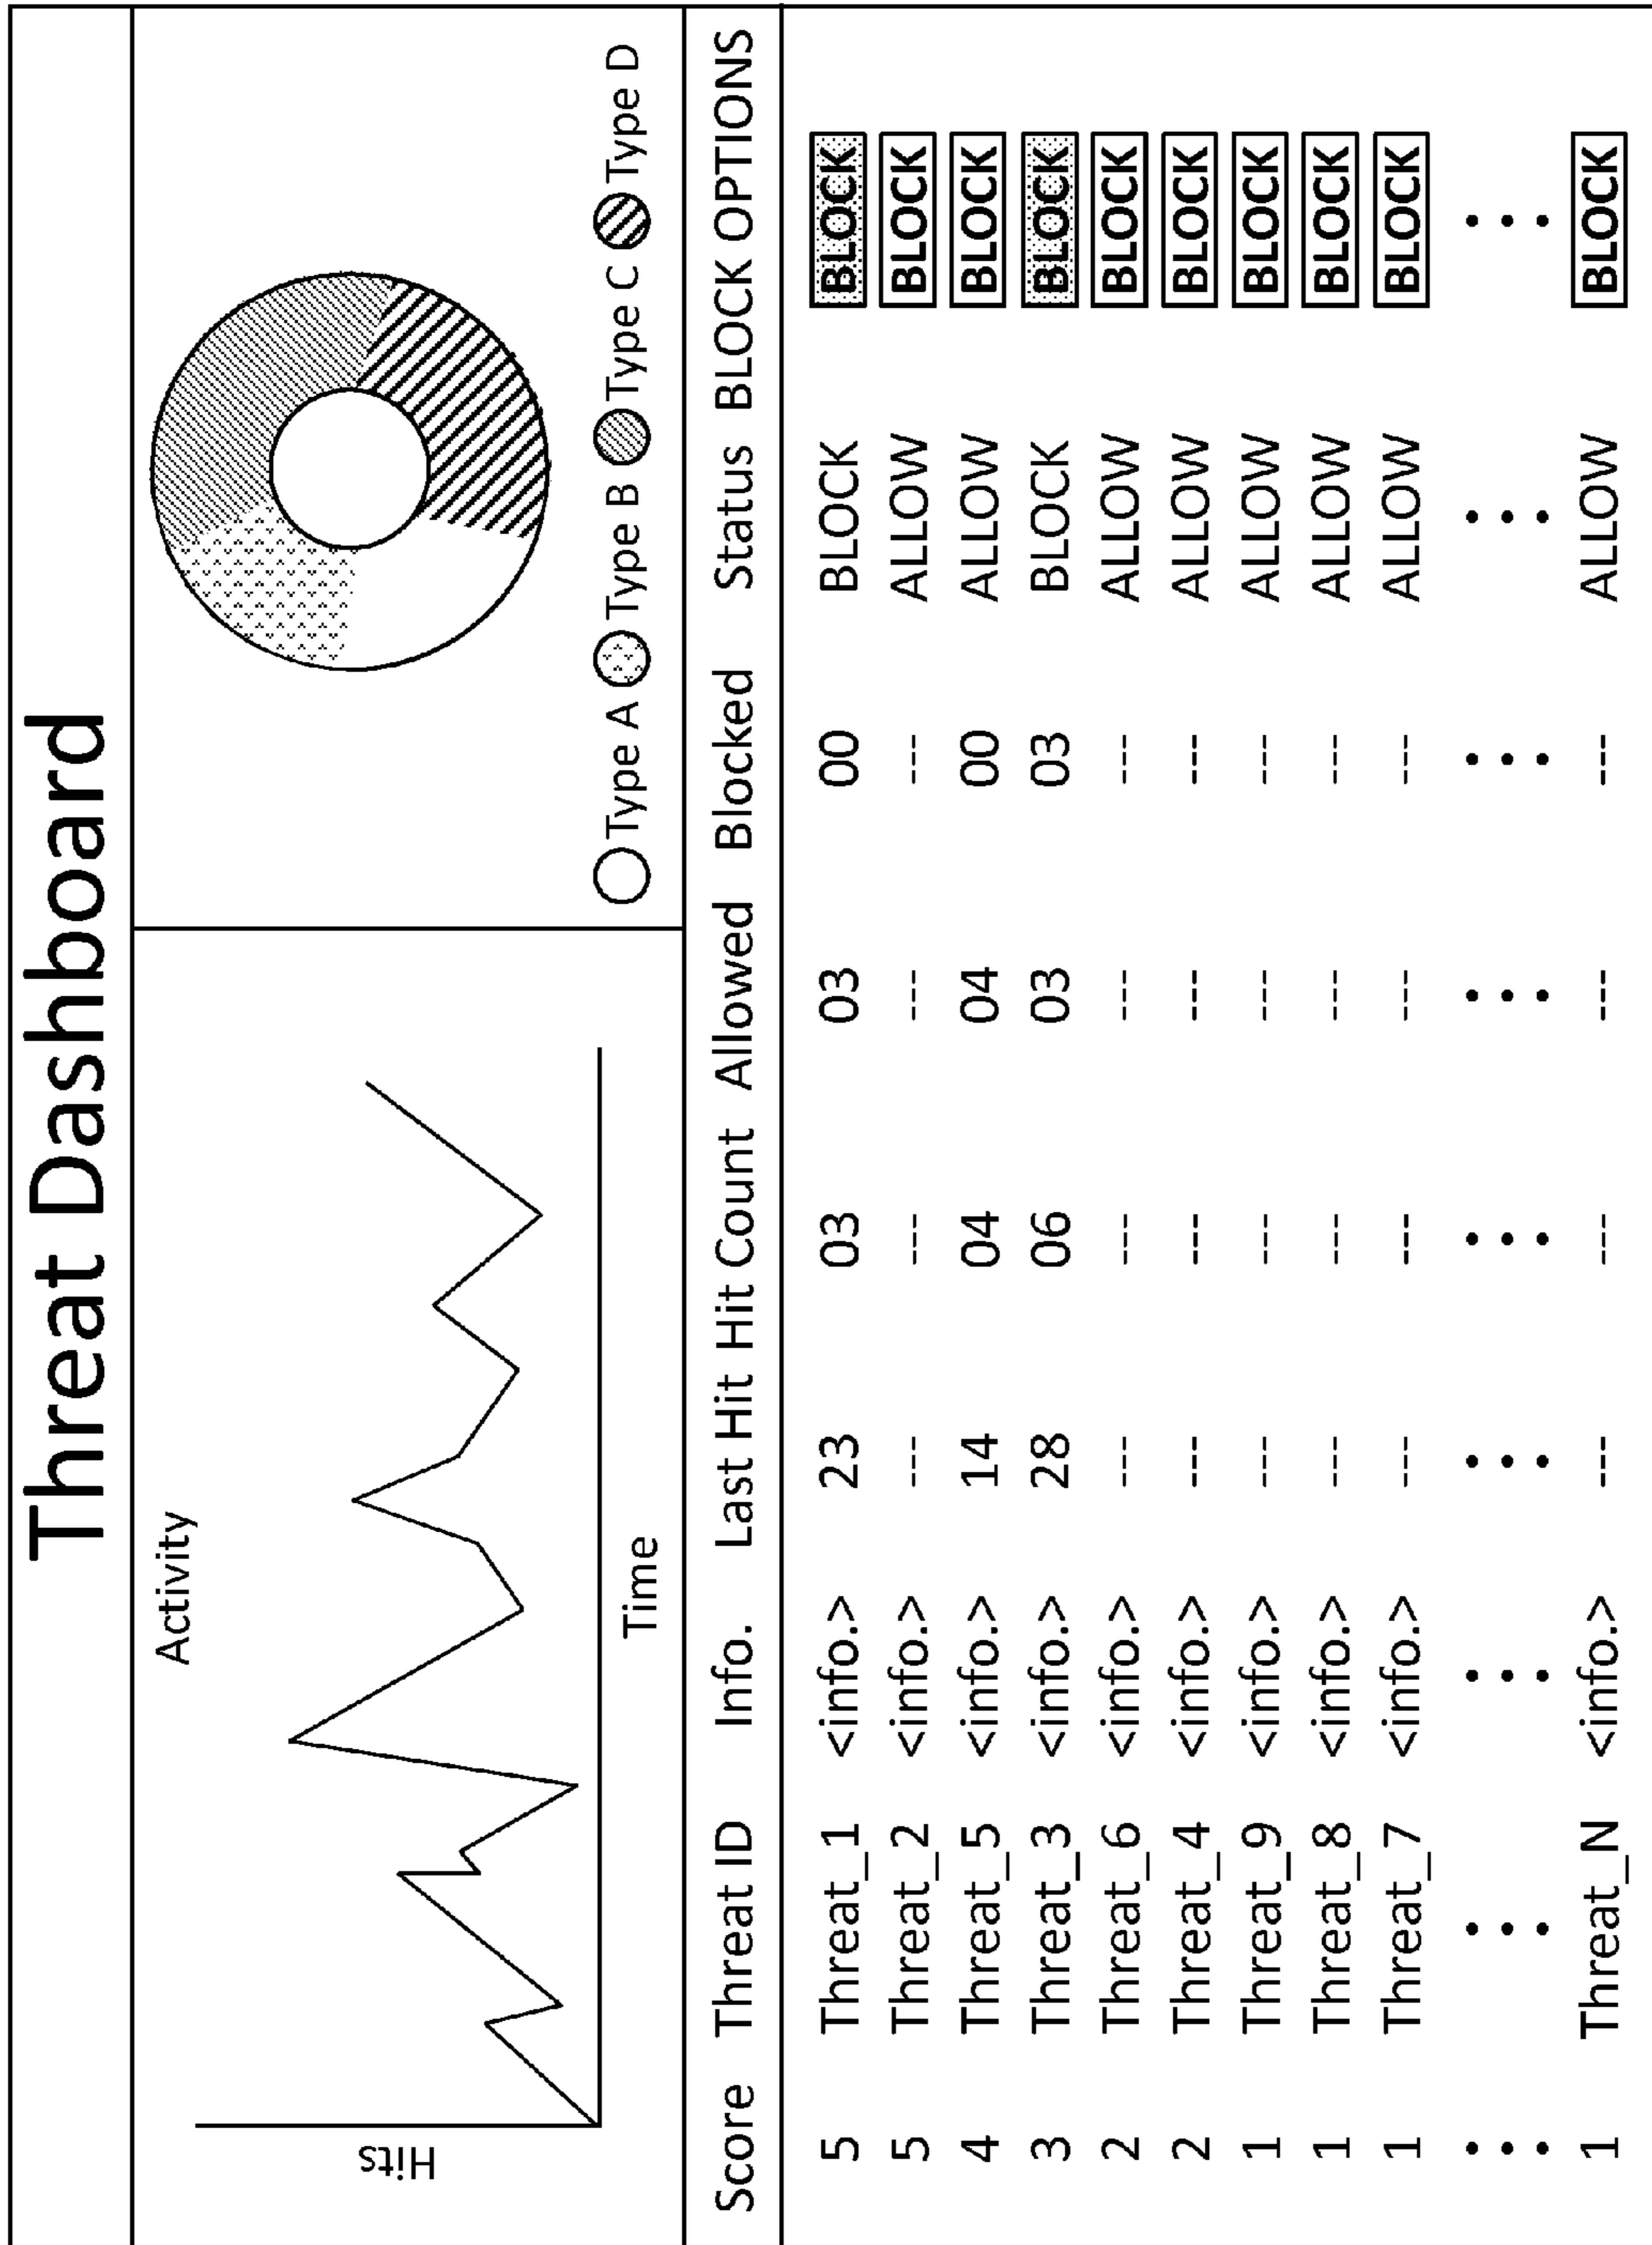 Threat Dashboard
Activity
Hits
Time
Type A Type B Type C Type D
Score Threat ID Info. Last Hit Hit Count Allowed Blocked Status BLOCK OPTIONS
5 Threat_1 <info.> 23 03 03 00 BLOCK BLOCK
5 Threat_2 <info.> --- --- --- --- ALLOW BLOCK
4 Threat_5 <info.> 14 04 04 00 ALLOW BLOCK
3 Threat_3 <info.> 28 06 03 03 BLOCK BLOCK
2 Threat_6 <info.> --- --- --- --- ALLOW BLOCK
2 Threat_4 <info.> --- --- --- --- ALLOW BLOCK
1 Threat_9 <info.> --- --- --- --- ALLOW BLOCK
1 Threat_8 <info.> --- --- --- --- ALLOW BLOCK
1 Threat_7 <info.> --- --- --- --- ALLOW BLOCK
1 Threat_N <info.> --- --- --- --- ALLOW BLOCK